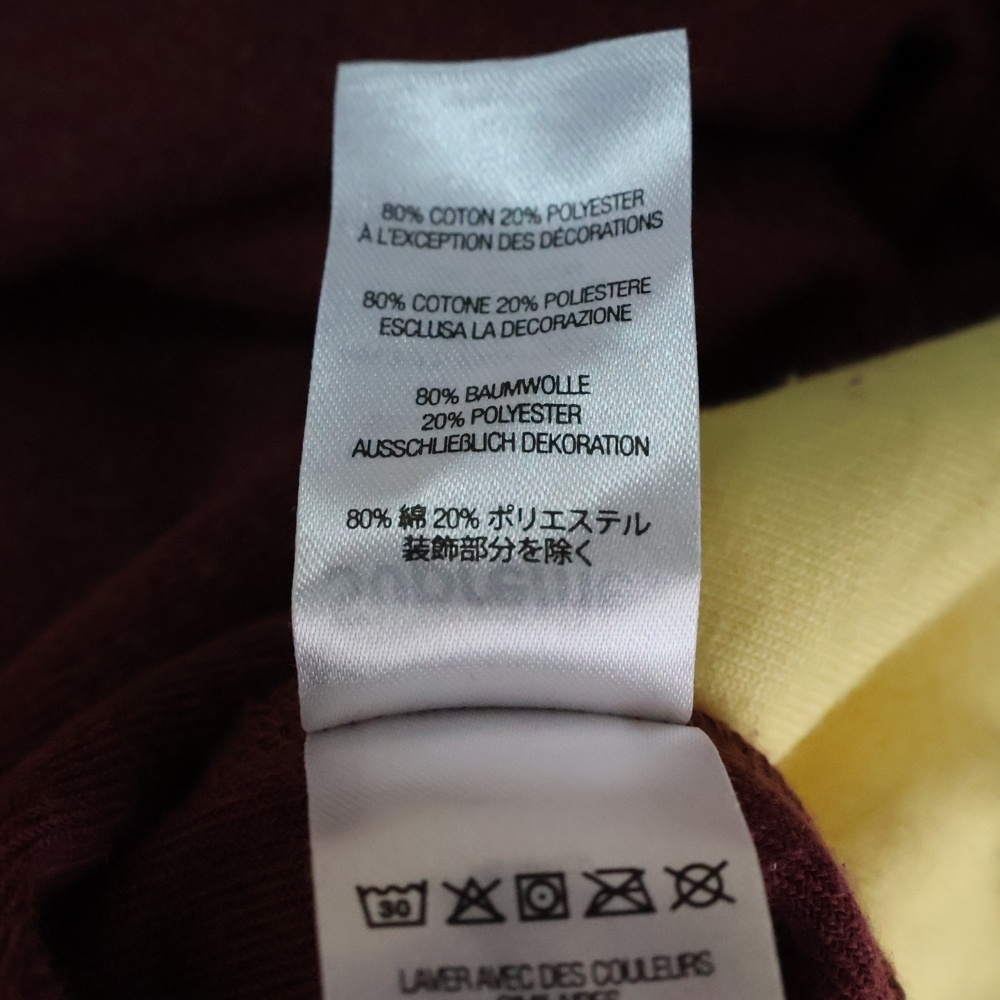 80% COTON 20% POLYESTER
À L'EXCEPTION DES DÉCORATIONS
80% COTONE 20% POLIESTERE
ESCLUSA LA DECORAZIONE
80% BAUMWOLLE
20% POLYESTER
AUSSCHLIEßLICH DEKORATION
80% 綿 20% ポリエステル
装飾部分を除く
30
LAVER AVEC DES COULEURS